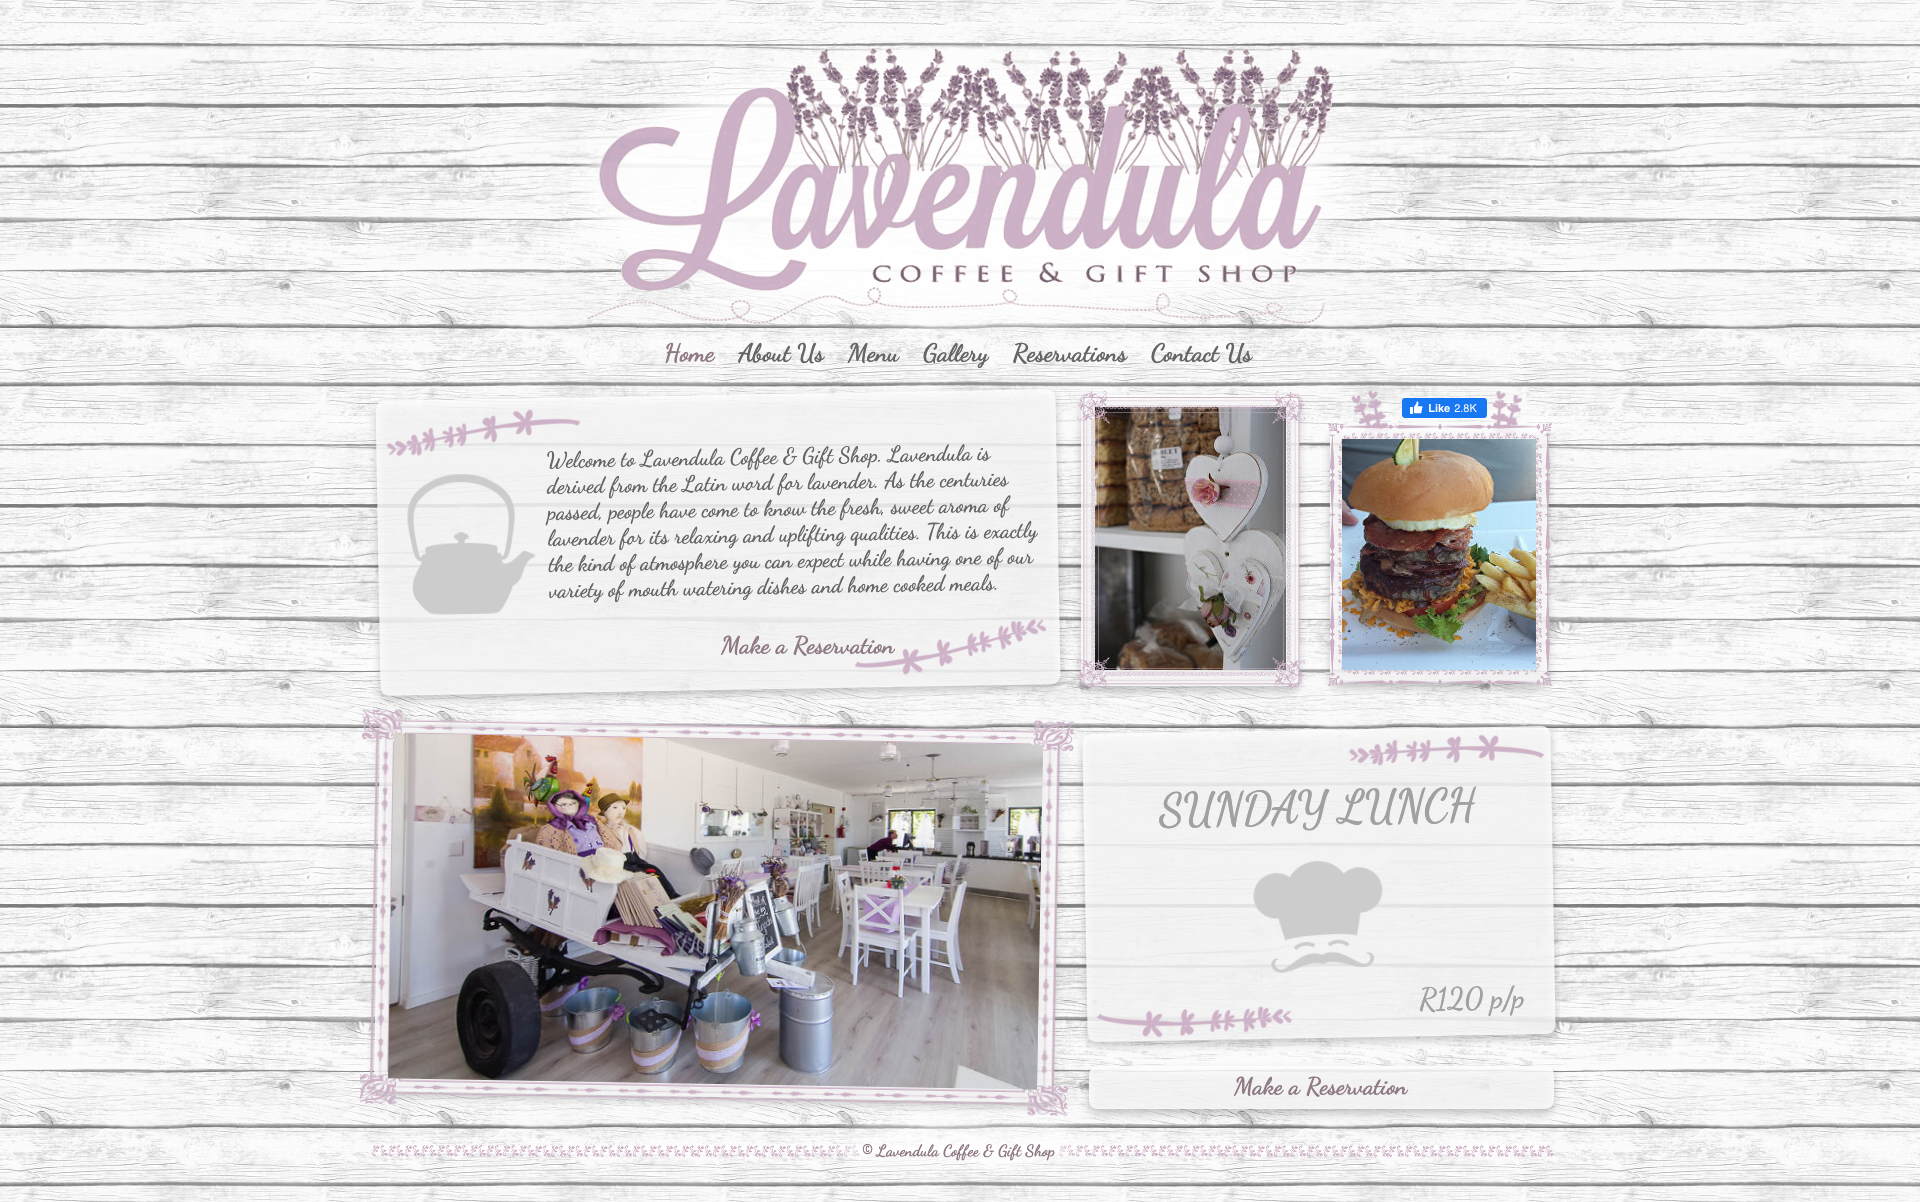 Lavendula
COFFEE & GIFT SHOP
Home About Us Menu Gallery Reservations Contact Us
Like 2.8K
Welcome to Lavendula Coffee & Gift Shop. Lavendula is
derived from the Latin word for lavender. As the centuries
passed, people have come to know the fresh, sweet aroma of
lavender for its relaxing and uplifting qualities. This is exactly
the kind of atmosphere you can expect while having one of our
variety of mouth watering dishes and home cooked meals.
Make a Reservation
SUNDAY LUNCH
R120 p/p
Make a Reservation
© Lavendula Coffee & Gift Shop